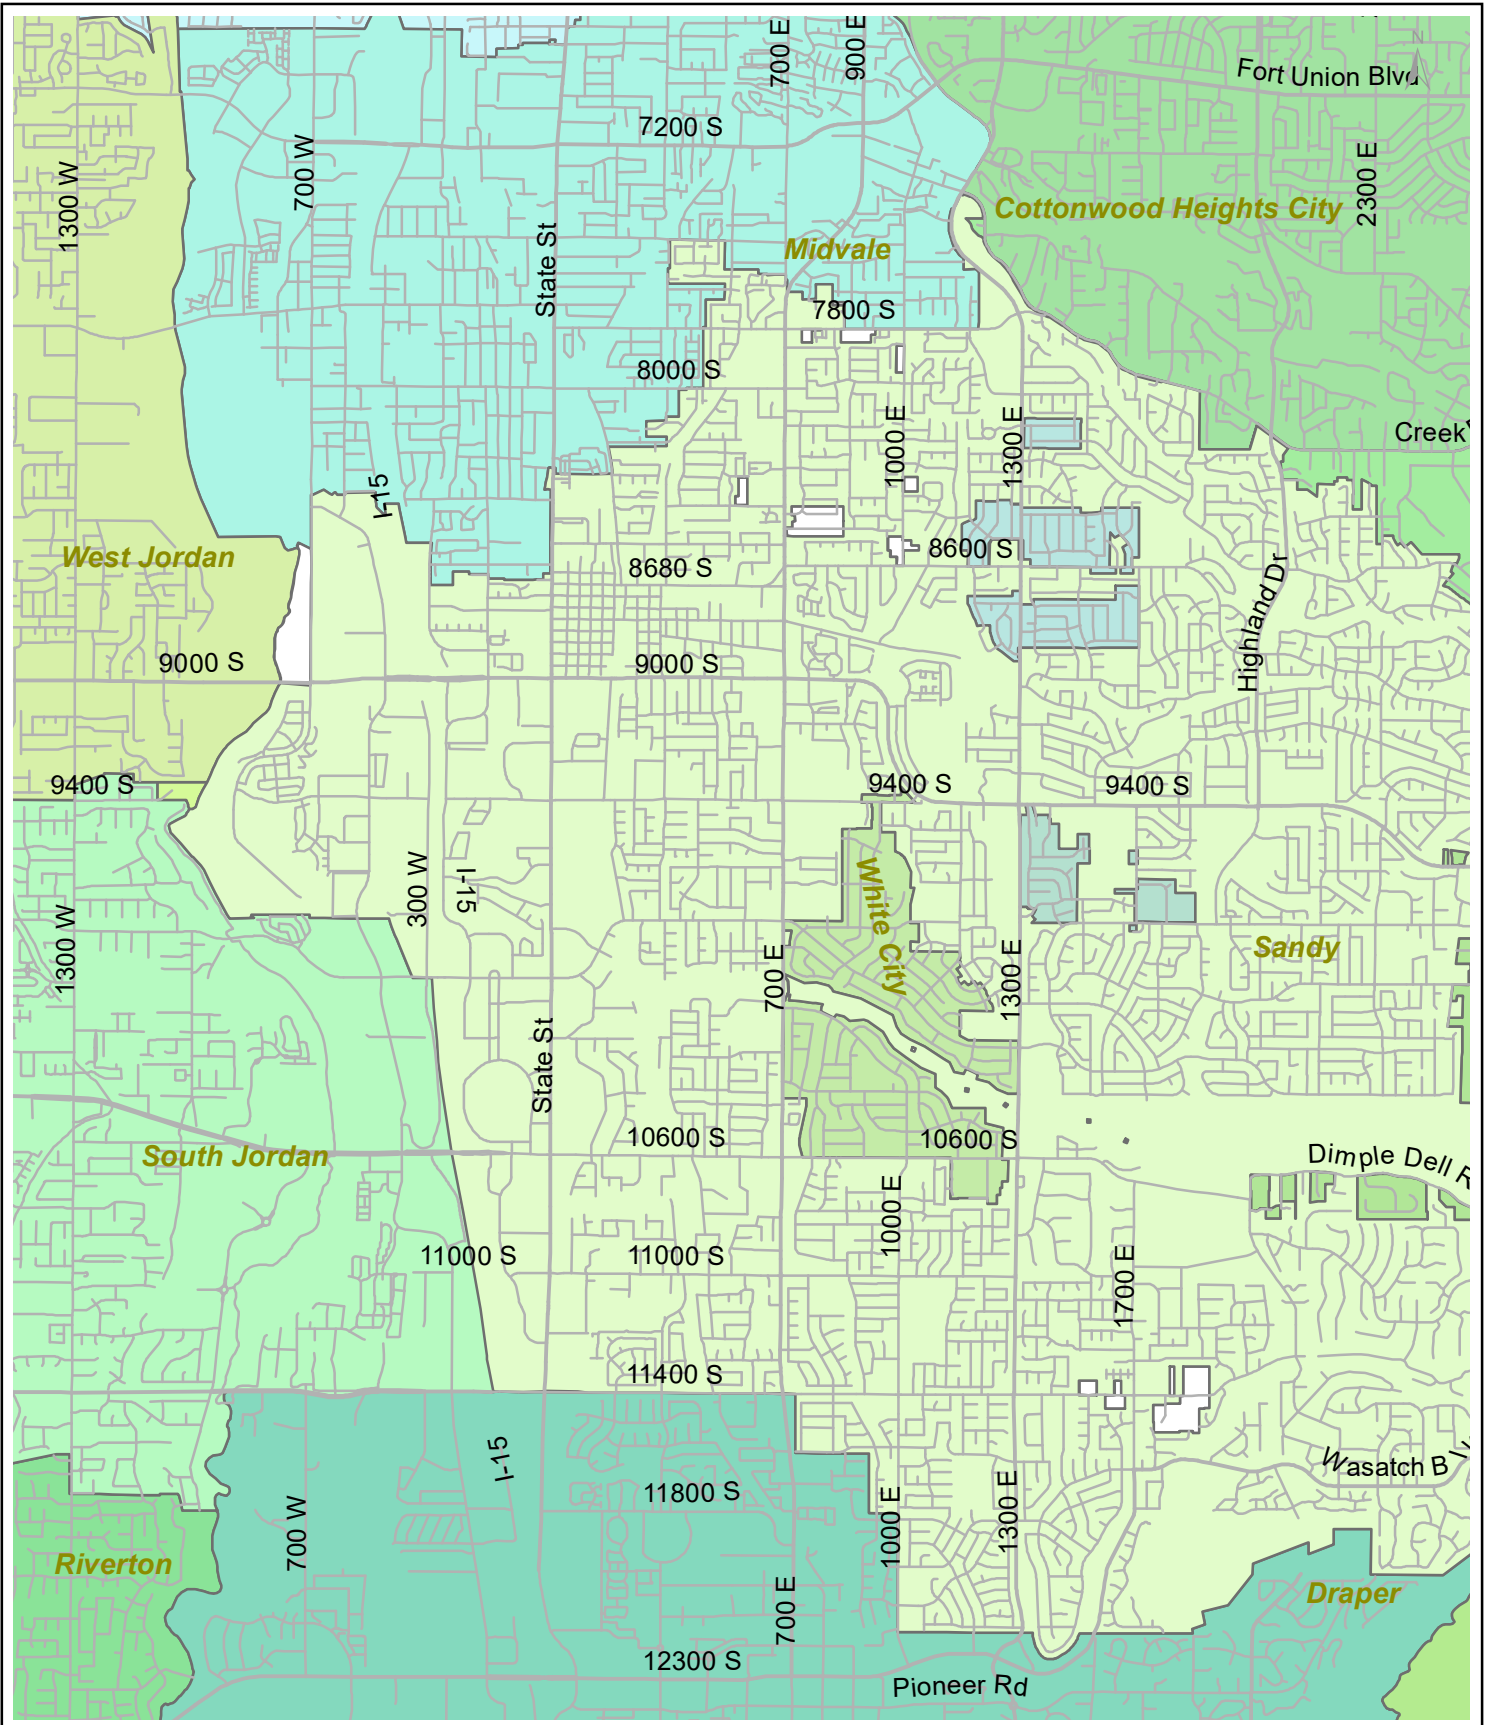 700 E
900 E
N
Fort Union Blvd
7200 S
700 W
1300 W
2300 E
Cottonwood Heights City
Midvale
State St
7800 S
8000 S
1000 E
1300 E
Creek
I-15
West Jordan
8600 S
8680 S
Highland Dr
9000 S
9000 S
9400 S
9400 S
9400 S
300 W
I-15
White City
1300 W
Sandy
700 E
1300 E
State St
10600 S
10600 S
South Jordan
Dimple Dell R
1000 E
11000 S
11000 S
1700 E
11400 S
I-15
Wasatch Blv
11800 S
1000 E
1300 E
700 W
Riverton
Draper
700 E
12300 S
Pioneer Rd